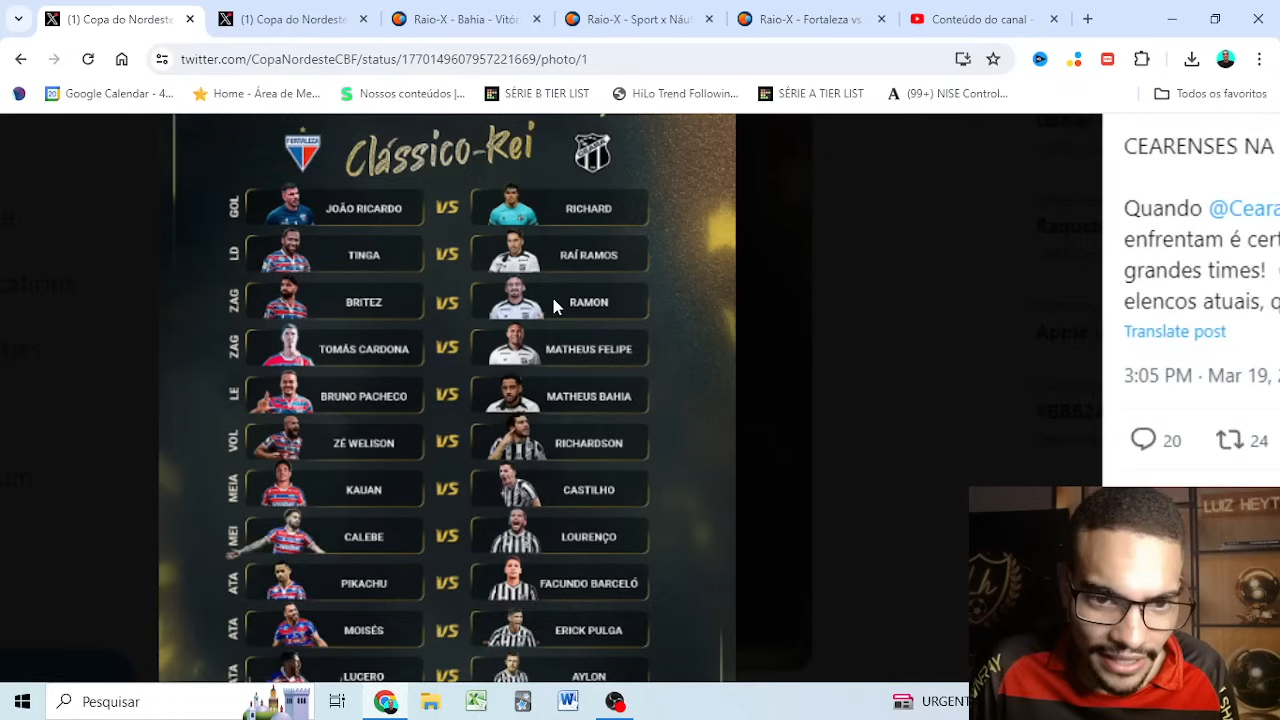 (1) Copa do Nordeste
(1) Copa do Nordeste
Raio-X - Bahia - Vitó
Raio-X - Sport x Náut
Raio-X - Fortaleza vs
Conteúdo do canal -
twitter.com/CopaNordesteCBF/status/1770149607957221669/photo/1
Google Calendar - 4...
Home - Área de Me...
Nossos conteúdos |...
SÉRIE B TIER LIST
HiLo Trend Followin...
SÉRIE A TIER LIST
(99+) NISE Control...
Todos os favoritos
FORTALEZA
Clássico-Rei
GOL JOÃO RICARDO VS RICHARD
LD TINGA VS RAÍ RAMOS
ZAG BRITEZ VS RAMON
ZAG TOMAS CARDONA VS MATHEUS FELIPE
LE BRUNO PACHECO VS MATHEUS BAHIA
VOL ZÉ WELISON VS RICHARDSON
MEIA KAUAN VS CASTILHO
MEI CALEBE VS LOURENÇO
ATA PIKACHU VS FACUNDO BARCELÓ
ATA MOISÉS VS ERICK PULGA
ATA LUCERO VS AYLON
CEARENSES NA
Quando @Ceara
enfrentam é cert
grandes times!
elencos atuais, q
Translate post
3:05 PM · Mar 19, 2
20 24
LUIZ HEYT
Pesquisar
URGENT